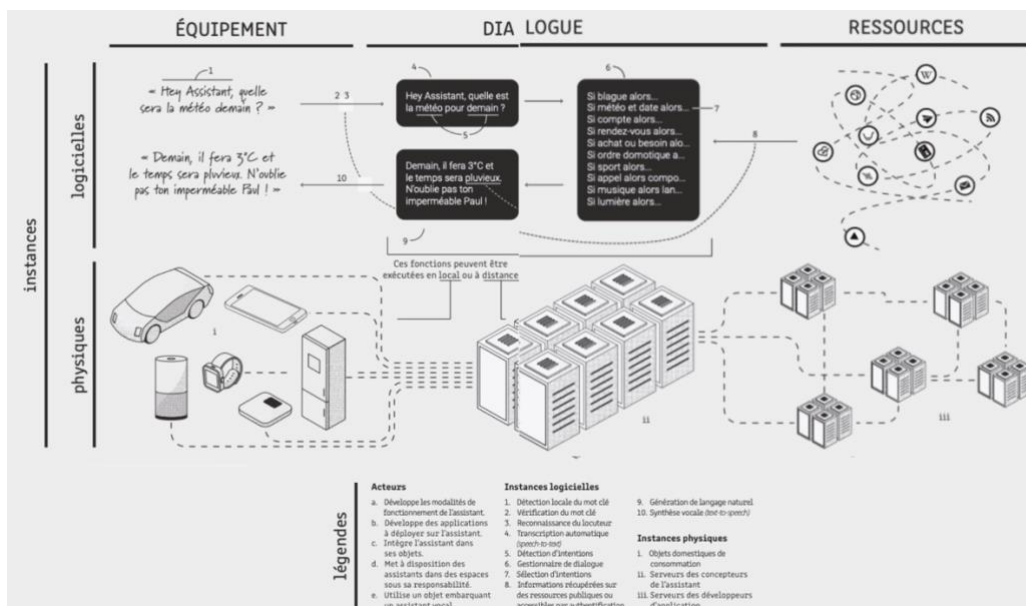 ÉQUIPEMENT
DIA LOGUE
RESSOURCES
instances
logicielles
physiques
1
« Hey Assistant, quelle
sera la météo demain ? »
2 3
« Demain, il fera 3°C et
le temps sera pluvieux. N'oublie
pas ton imperméable Paul ! »
10
4
Hey Assistant, quelle est
la météo pour demain ?
5
Demain, il fera 3°C et
le temps sera pluvieux.
N'oublie pas ton
imperméable Paul !
9
6
Si blague alors...
Si météo et date alors...
Si compte alors...
Si rendez-vous alors...
Si achat ou besoin alo...
Si ordre domotique a...
Si sport alors...
Si appel alors compo...
Si musique alors lan...
Si lumière alors...
7
8
W
Ces fonctions peuvent être
exécutées en local ou à distance
i
ii
iii
légendes
Acteurs
a. Développe les modalités de
fonctionnement de l'assistant.
b. Développe des applications
à déployer sur l'assistant.
c. Intègre l'assistant dans
ses objets.
d. Met à disposition des
assistants dans des espaces
sous sa responsabilité.
e. Utilise un objet embarquant
un assistant vocal
Instances logicielles
1. Détection locale du mot clé
2. Vérification du mot clé
3. Reconnaissance du locuteur
4. Transcription automatique
(speech-to-text)
5. Détection d'intentions
6. Gestionnaire de dialogue
7. Sélection d'intentions
8. Informations récupérées sur
des ressources publiques ou
accessibles par authentification
9. Génération de langage naturel
10. Synthèse vocale (text-to-speech)
Instances physiques
i. Objets domestiques de
consommation
ii. Serveurs des concepteurs
de l'assistant
iii. Serveurs des développeurs
d'application